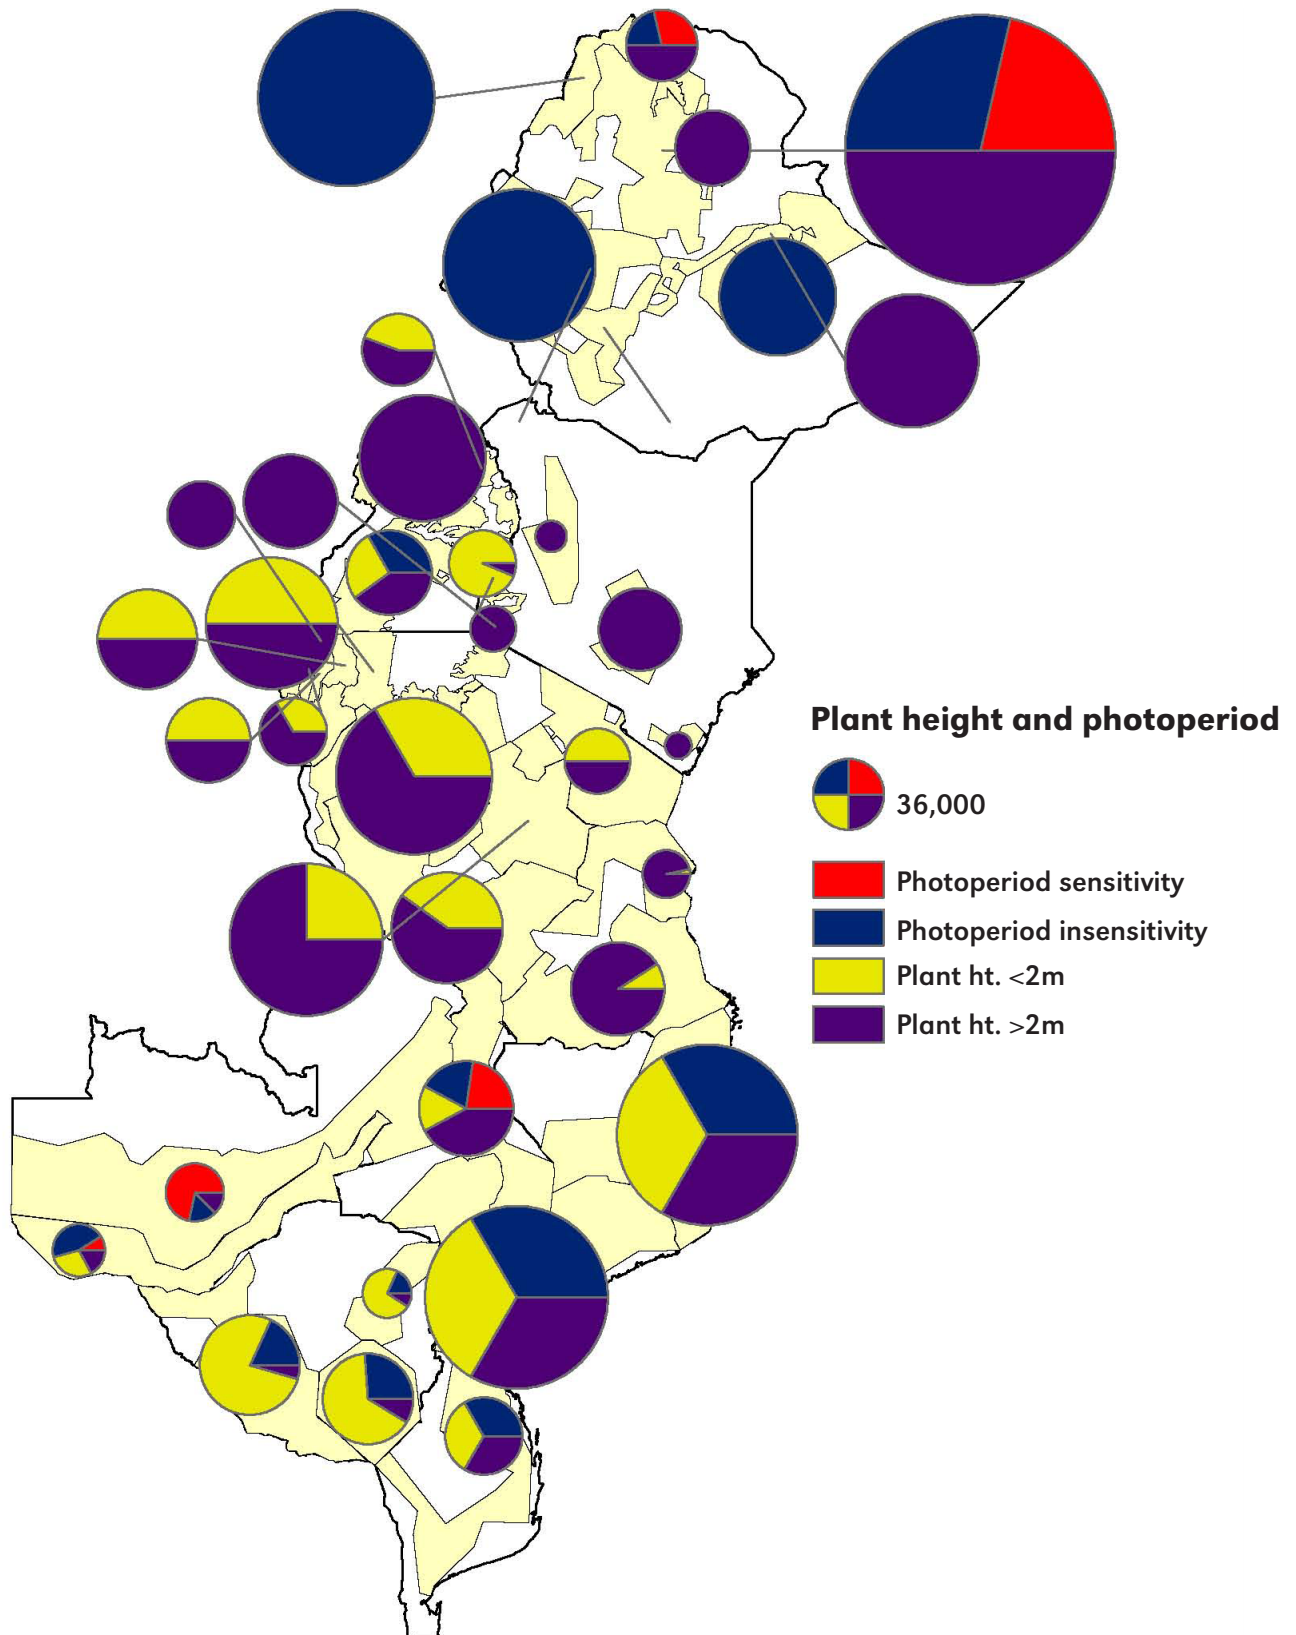 Plant height and photoperiod
36,000
Photoperiod sensitivity
Photoperiod insensitivity
Plant ht. <2m
Plant ht. >2m